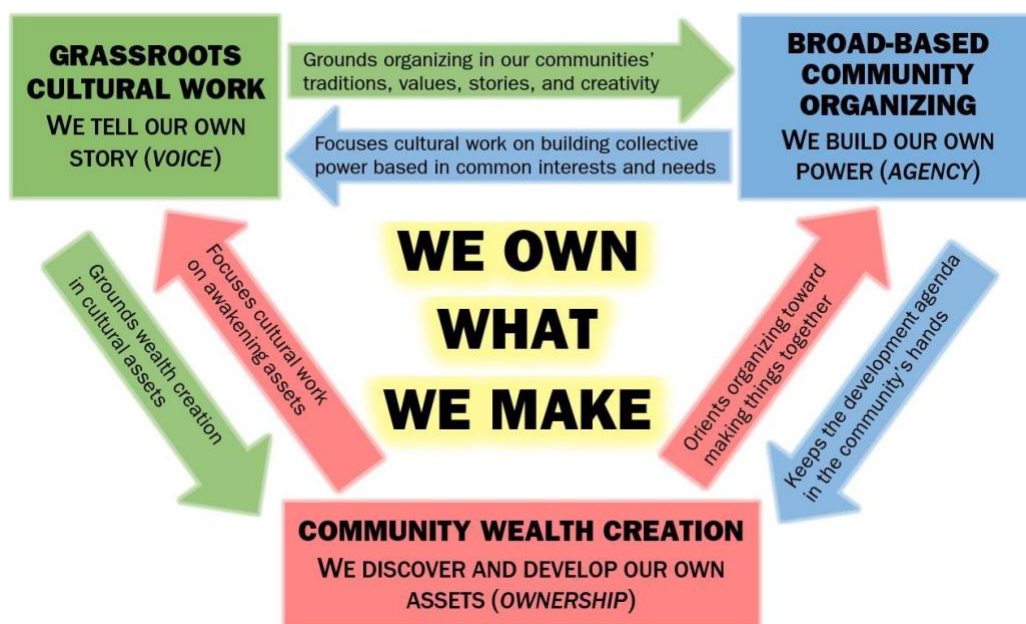 GRASSROOTS
CULTURAL WORK
WE TELL OUR OWN
STORY (VOICE)
Grounds organizing in our communities'
traditions, values, stories, and creativity
Focuses cultural work on building collective
power based in common interests and needs
BROAD-BASED
COMMUNITY
ORGANIZING
WE BUILD OUR OWN
POWER (AGENCY)
Grounds wealth creation
in cultural assets
Focuses cultural work
on awakening assets
WE OWN
WHAT
WE MAKE
Orients organizing toward
making things together
Keeps the development agenda
in the community's hands
COMMUNITY WEALTH CREATION
WE DISCOVER AND DEVELOP OUR OWN
ASSETS (OWNERSHIP)